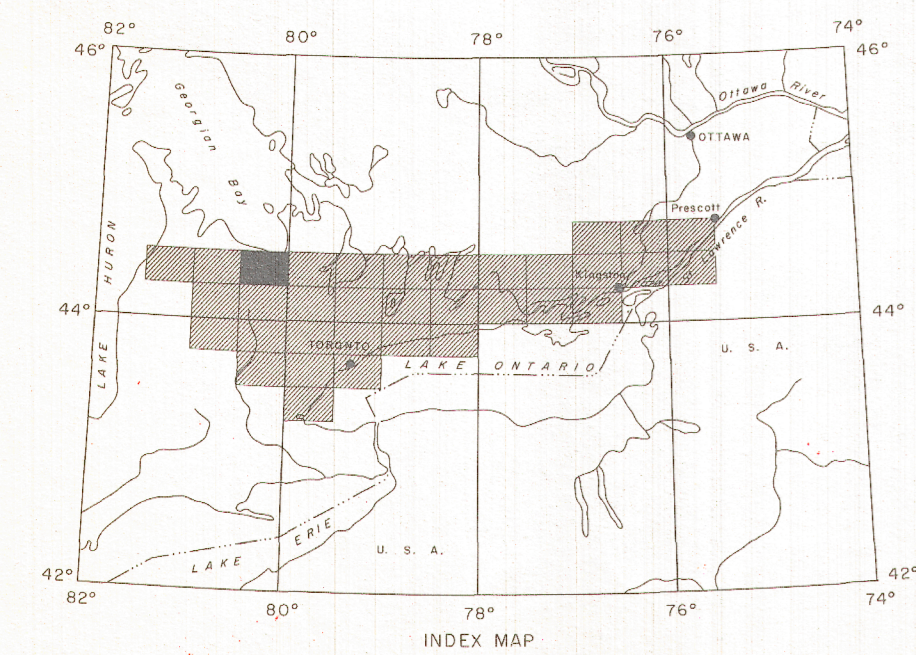 82°
80°
78°
76°
74°
46°
46°
Georgian
Bay
Ottawa River
OTTAWA
Prescott
Lawrence R.
Kingston
LAKE HURON
44°
44°
TORONTO
LAKE ONTARIO
U. S. A.
LAKE ERIE
U. S. A.
42°
42°
82°
80°
78°
76°
74°
INDEX MAP